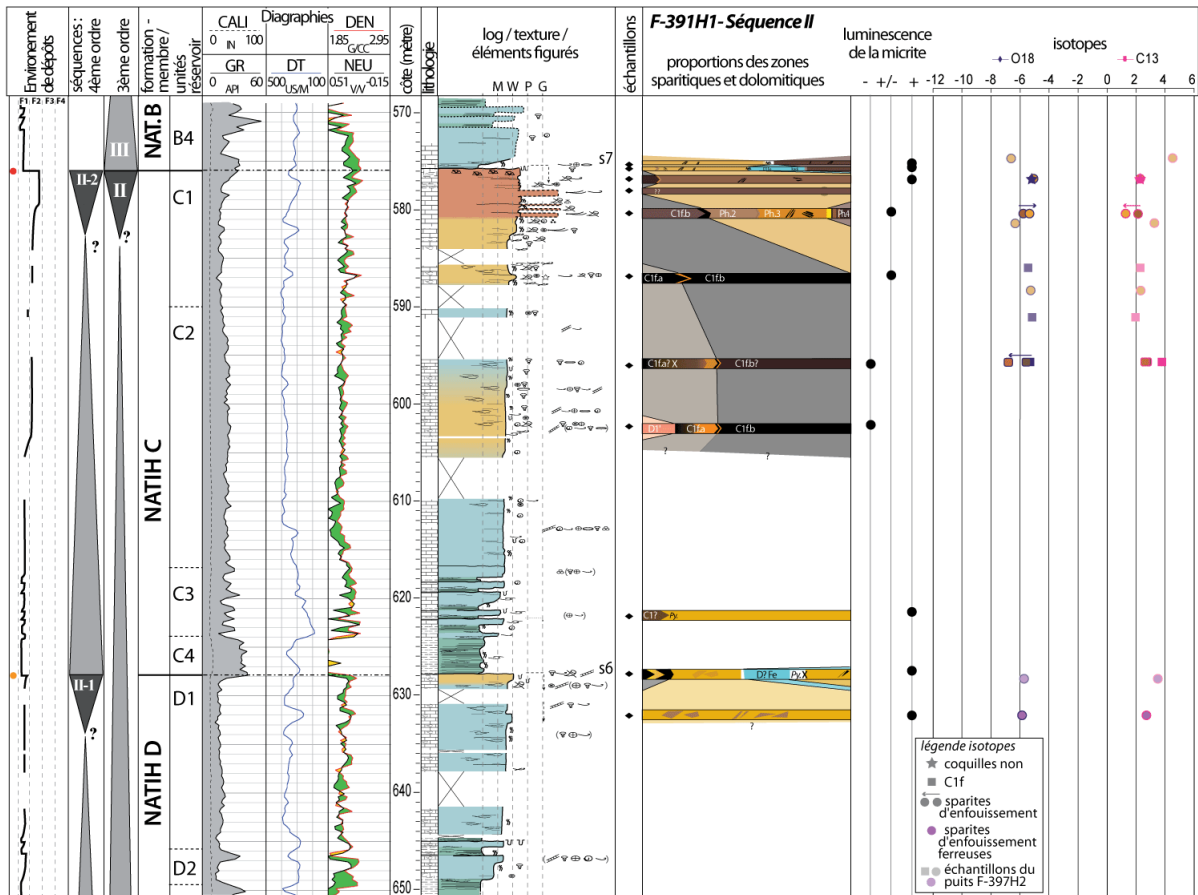 Environement de dépôts
F1 F2 F3 F4
séquences : 4ème ordre
3ème ordre
formation - membre /
unités réservoir
Diagraphies
CALI
0 IN 100
GR
0 API 60
DT
500 US/M 100
DEN
1.85 G/CC 2.95
NEU
0.51 V/V -0.15
côte (mètre)
lithologie
log / texture / éléments figurés
M W P G
échantillons
F-391H1- Séquence II
proportions des zones sparitiques et dolomitiques
luminescence de la micrite
- +/- +
isotopes
O18
C13
-12 -10 -8 -6 -4 -2 0 2 4 6
NAT.B
B4
III
570
s7
II-2
II
C1
580
??
C1f.b
Ph.2
Ph.3
Ph4
?
?
C1f.a
C1f.b
C2
590
C1f.a? X
C1f.b?
600
D1'
C1f.a
C1f.b
?
?
NATIH C
610
C3
620
C1?
Py.
C4
s6
D? Fe
Py. X
II-1
D1
630
?
?
NATIH D
640
D2
650
légende isotopes
coquilles non
C1f
sparites d'enfouissement
sparites d'enfouissement ferreuses
échantillons du puits F-397H2